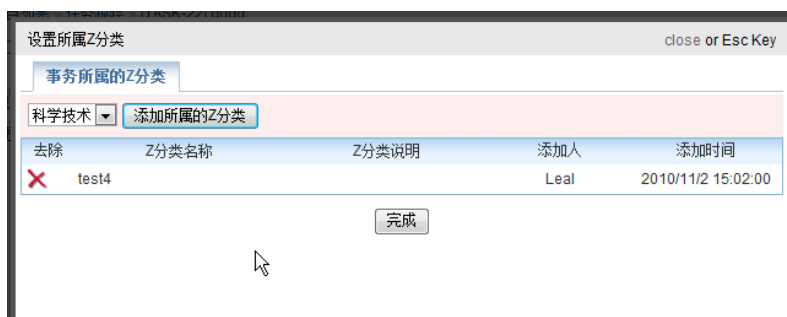 设置所属Z分类 close or Esc Key
事务所属的Z分类
科学技术 添加所属的Z分类
去除 Z分类名称 Z分类说明 添加人 添加时间
test4 Leal 2010/11/2 15:02:00
完成